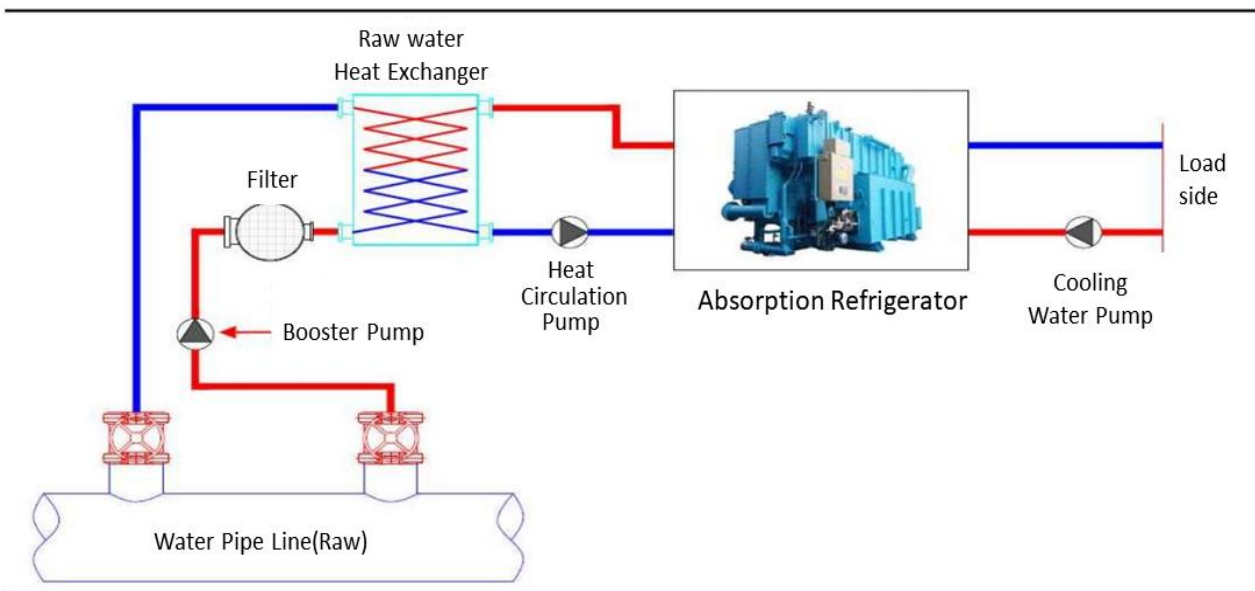 Raw water
Heat Exchanger
Filter
Load
side
Heat
Circulation
Pump
Absorption Refrigerator
Cooling
Water Pump
Booster Pump
Water Pipe Line(Raw)